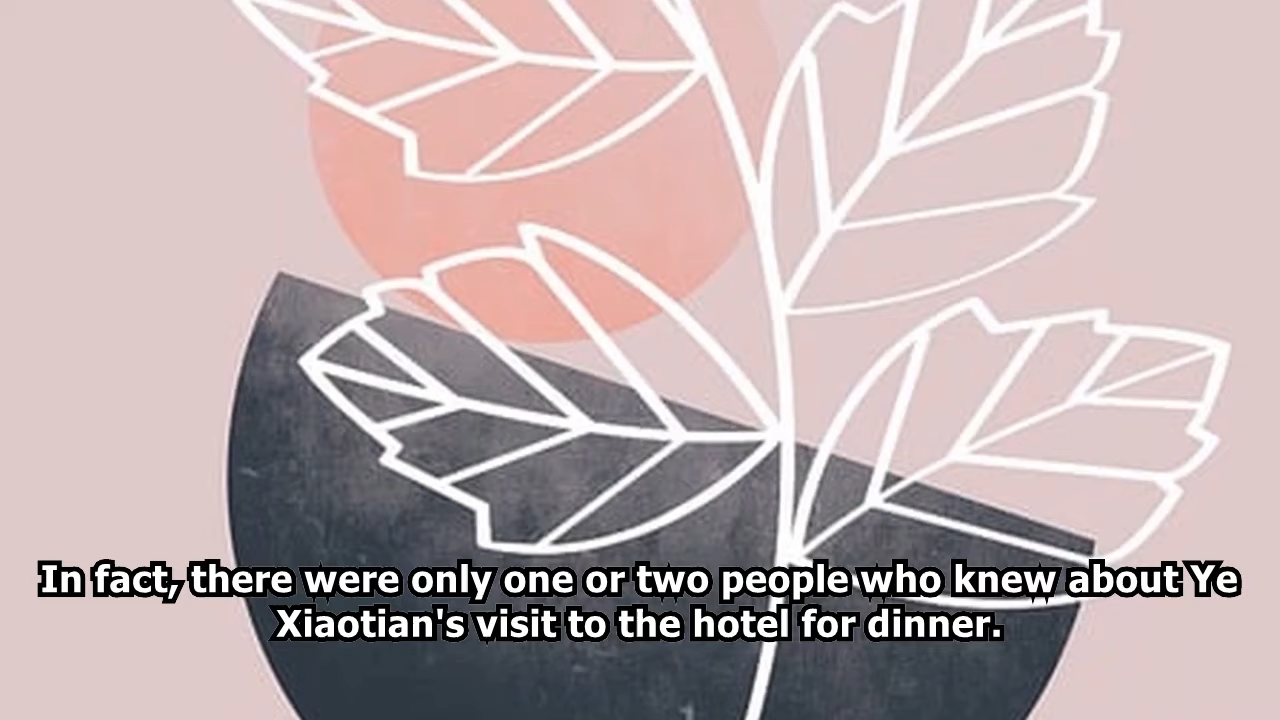 In fact, there were only one or two people who knew about Ye
Xiaotian's visit to the hotel for dinner.